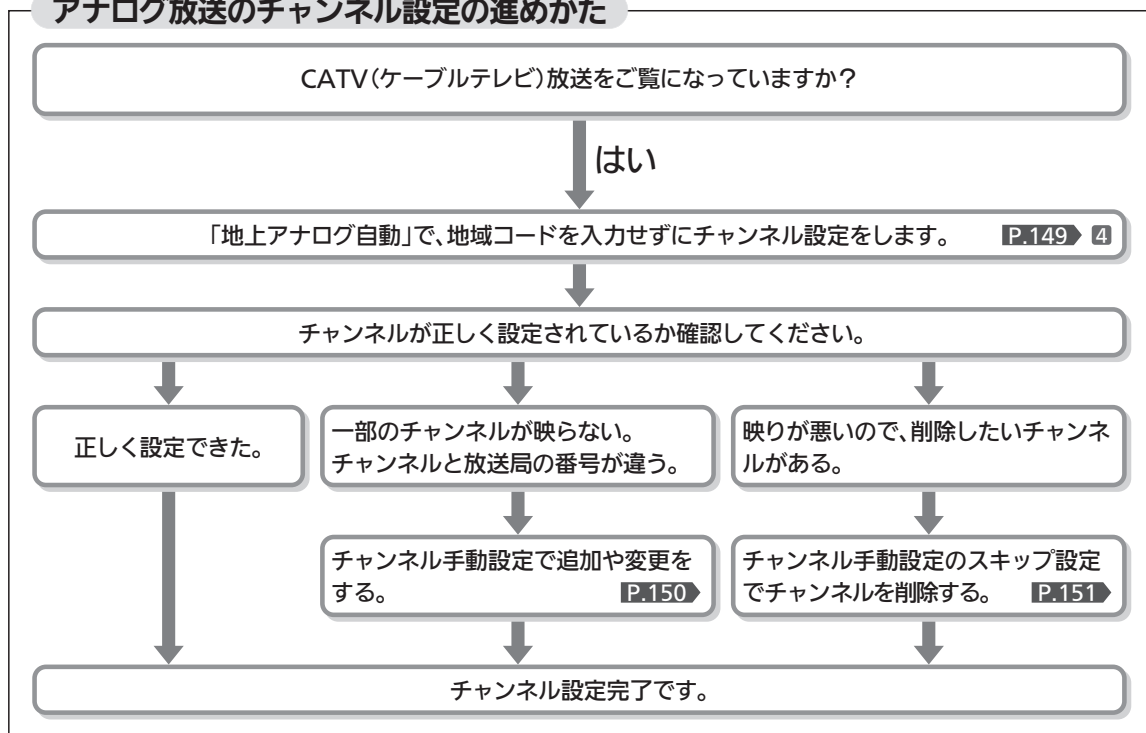 アナログ放送のチャンネル設定の進めかた
CATV(ケーブルテレビ)放送をご覧になっていますか?
はい
「地上アナログ自動」で、地域コードを入力せずにチャンネル設定をします。 P.149 4
チャンネルが正しく設定されているか確認してください。
正しく設定できた。
一部のチャンネルが映らない。
チャンネルと放送局の番号が違う。
映りが悪いので、削除したいチャンネ
ルがある。
チャンネル手動設定で追加や変更を
する。 P.150
チャンネル手動設定のスキップ設定
でチャンネルを削除する。 P.151
チャンネル設定完了です。